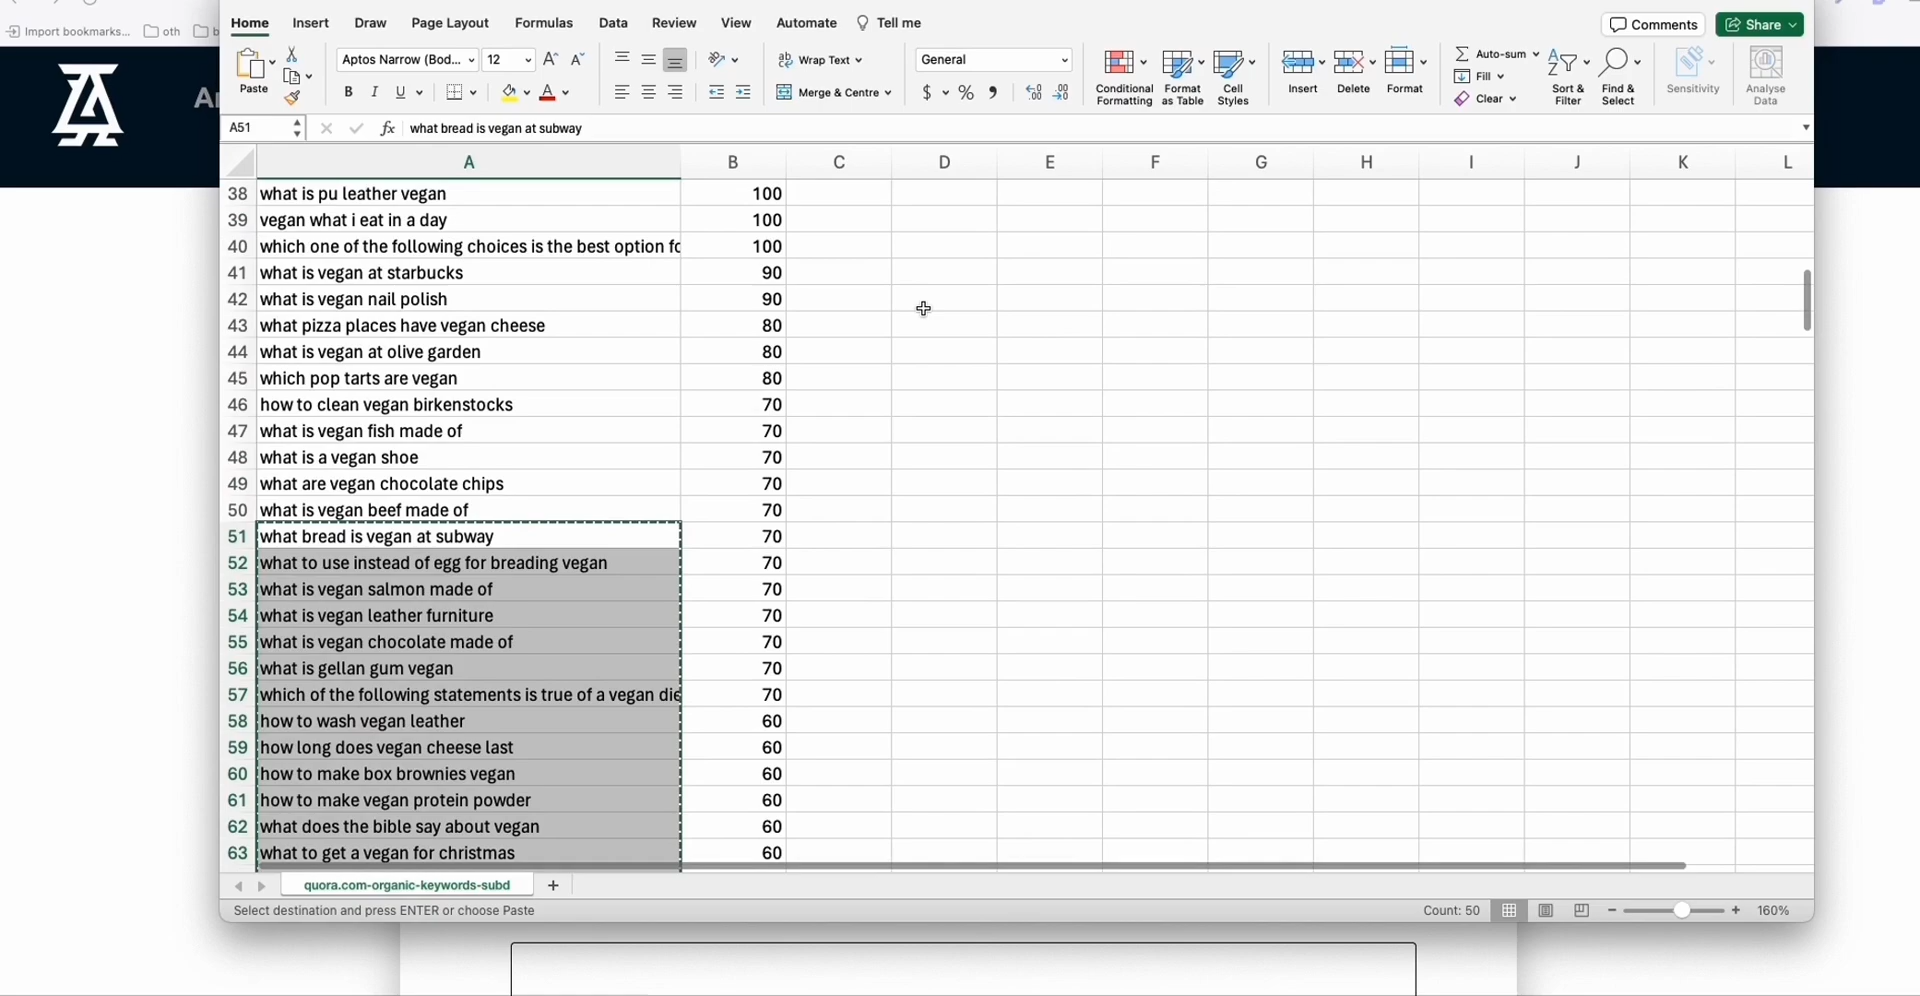 Import bookmarks... oth b
Home Insert Draw Page Layout Formulas Data Review View Automate Tell me Comments Share
Paste Aptos Narrow (Bod... 12 A^ Aˇ Wrap Text General Conditional Formatting Format as Table Cell Styles Insert Delete Format Auto-sum Fill Clear Sort & Filter Find & Select Sensitivity Analyse Data
B I U A Merge & Centre $ % 9
A51 fx what bread is vegan at subway
A B C D E F G H I J K L
38 what is pu leather vegan 100
39 vegan what i eat in a day 100
40 which one of the following choices is the best option fo 100
41 what is vegan at starbucks 90
42 what is vegan nail polish 90
43 what pizza places have vegan cheese 80
44 what is vegan at olive garden 80
45 which pop tarts are vegan 80
46 how to clean vegan birkenstocks 70
47 what is vegan fish made of 70
48 what is a vegan shoe 70
49 what are vegan chocolate chips 70
50 what is vegan beef made of 70
51 what bread is vegan at subway 70
52 what to use instead of egg for breading vegan 70
53 what is vegan salmon made of 70
54 what is vegan leather furniture 70
55 what is vegan chocolate made of 70
56 what is gellan gum vegan 70
57 which of the following statements is true of a vegan die 70
58 how to wash vegan leather 60
59 how long does vegan cheese last 60
60 how to make box brownies vegan 60
61 how to make vegan protein powder 60
62 what does the bible say about vegan 60
63 what to get a vegan for christmas 60
quora.com-organic-keywords-subd +
Select destination and press ENTER or choose Paste Count: 50 160%